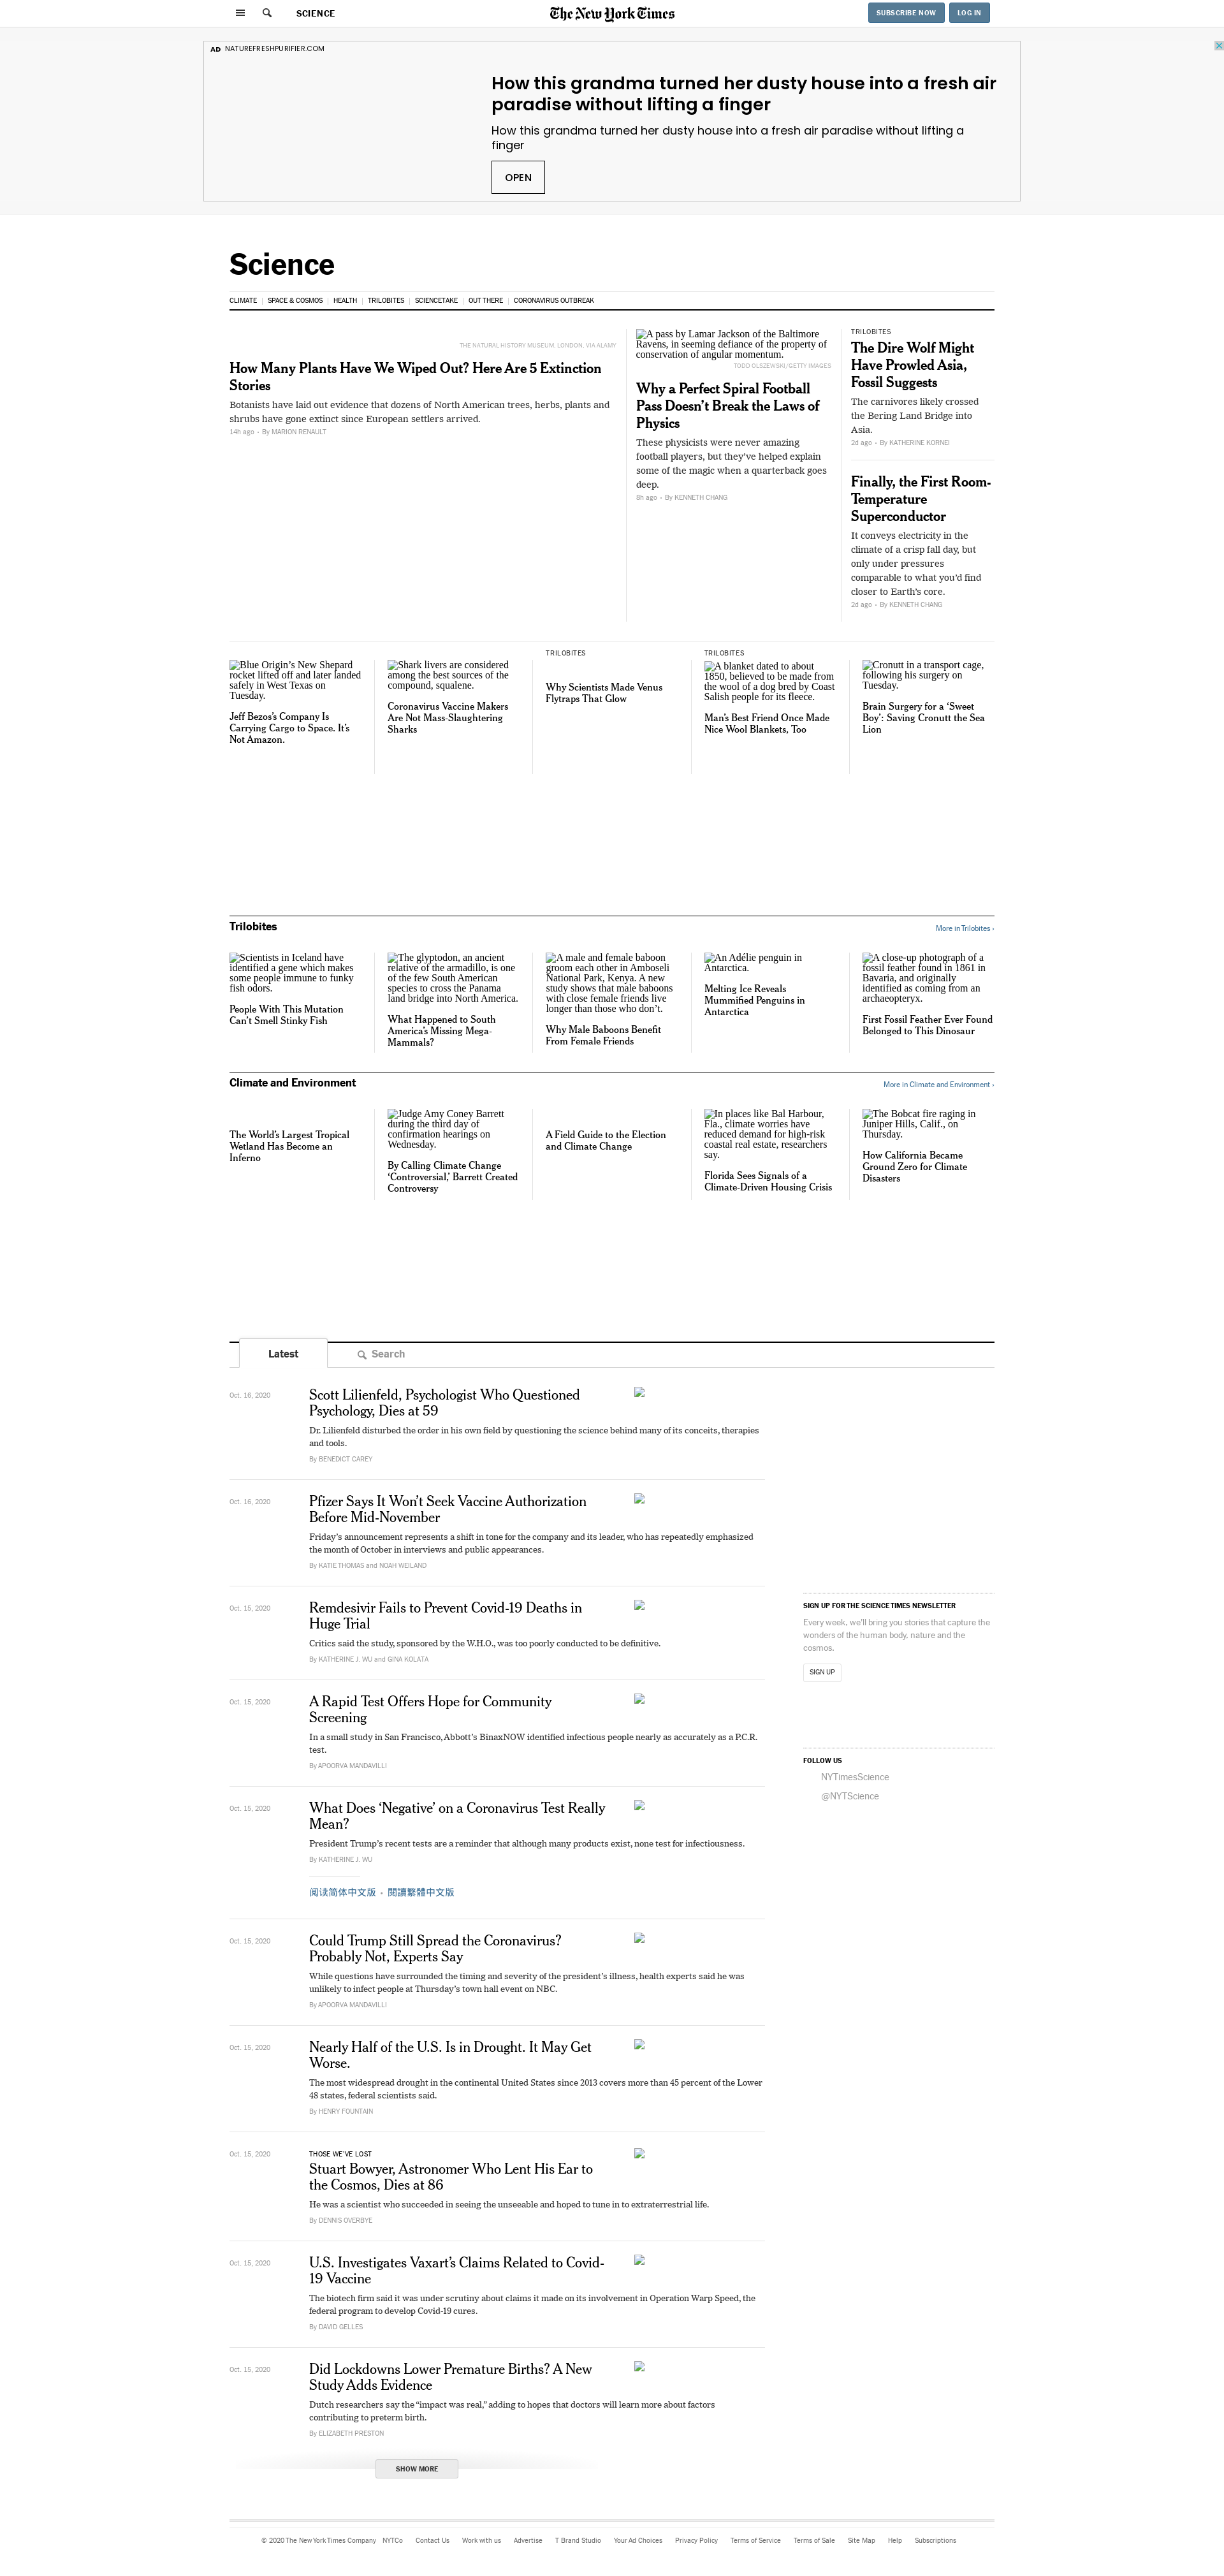 SCIENCE
The New York Times
SUBSCRIBE NOW
LOG IN
AD NATUREFRESHPURIFIER.COM
How this grandma turned her dusty house into a fresh air
paradise without lifting a finger
How this grandma turned her dusty house into a fresh air paradise without lifting a
finger
OPEN
Science
CLIMATE | SPACE & COSMOS | HEALTH | TRILOBITES | SCIENCETAKE | OUT THERE | CORONAVIRUS OUTBREAK
THE NATURAL HISTORY MUSEUM, LONDON, VIA ALAMY
How Many Plants Have We Wiped Out? Here Are 5 Extinction
Stories
Botanists have laid out evidence that dozens of North American trees, herbs, plants and
shrubs have gone extinct since European settlers arrived.
14h ago • By MARION RENAULT
A pass by Lamar Jackson of the Baltimore
Ravens, in seeming defiance of the property of
conservation of angular momentum.
TODD OLSZEWSKI/GETTY IMAGES
Why a Perfect Spiral Football
Pass Doesn’t Break the Laws of
Physics
These physicists were never amazing
football players, but they’ve helped explain
some of the magic when a quarterback goes
deep.
8h ago • By KENNETH CHANG
TRILOBITES
The Dire Wolf Might
Have Prowled Asia,
Fossil Suggests
The carnivores likely crossed
the Bering Land Bridge into
Asia.
2d ago • By KATHERINE KORNEI
Finally, the First Room-
Temperature
Superconductor
It conveys electricity in the
climate of a crisp fall day, but
only under pressures
comparable to what you’d find
closer to Earth’s core.
2d ago • By KENNETH CHANG
Blue Origin’s New Shepard
rocket lifted off and later landed
safely in West Texas on
Tuesday.
Jeff Bezos’s Company Is
Carrying Cargo to Space. It’s
Not Amazon.
Shark livers are considered
among the best sources of the
compound, squalene.
Coronavirus Vaccine Makers
Are Not Mass-Slaughtering
Sharks
TRILOBITES
Why Scientists Made Venus
Flytraps That Glow
TRILOBITES
A blanket dated to about
1850, believed to be made from
the wool of a dog bred by Coast
Salish people for its fleece.
Man’s Best Friend Once Made
Nice Wool Blankets, Too
Cronutt in a transport cage,
following his surgery on
Tuesday.
Brain Surgery for a ‘Sweet
Boy’: Saving Cronutt the Sea
Lion
Trilobites
More in Trilobites ›
Scientists in Iceland have
identified a gene which makes
some people immune to funky
fish odors.
People With This Mutation
Can’t Smell Stinky Fish
The glyptodon, an ancient
relative of the armadillo, is one
of the few South American
species to cross the Panama
land bridge into North America.
What Happened to South
America’s Missing Mega-
Mammals?
A male and female baboon
groom each other in Amboseli
National Park, Kenya. A new
study shows that male baboons
with close female friends live
longer than those who don’t.
Why Male Baboons Benefit
From Female Friends
An Adélie penguin in
Antarctica.
Melting Ice Reveals
Mummified Penguins in
Antarctica
A close-up photograph of a
fossil feather found in 1861 in
Bavaria, and originally
identified as coming from an
archaeopteryx.
First Fossil Feather Ever Found
Belonged to This Dinosaur
Climate and Environment
More in Climate and Environment ›
The World’s Largest Tropical
Wetland Has Become an
Inferno
Judge Amy Coney Barrett
during the third day of
confirmation hearings on
Wednesday.
By Calling Climate Change
‘Controversial,’ Barrett Created
Controversy
A Field Guide to the Election
and Climate Change
In places like Bal Harbour,
Fla., climate worries have
reduced demand for high-risk
coastal real estate, researchers
say.
Florida Sees Signals of a
Climate-Driven Housing Crisis
The Bobcat fire raging in
Juniper Hills, Calif., on
Thursday.
How California Became
Ground Zero for Climate
Disasters
Latest
Search
Oct. 16, 2020
Scott Lilienfeld, Psychologist Who Questioned
Psychology, Dies at 59
Dr. Lilienfeld disturbed the order in his own field by questioning the science behind many of its conceits, therapies
and tools.
By BENEDICT CAREY
Oct. 16, 2020
Pfizer Says It Won’t Seek Vaccine Authorization
Before Mid-November
Friday’s announcement represents a shift in tone for the company and its leader, who has repeatedly emphasized
the month of October in interviews and public appearances.
By KATIE THOMAS and NOAH WEILAND
Oct. 15, 2020
Remdesivir Fails to Prevent Covid-19 Deaths in
Huge Trial
Critics said the study, sponsored by the W.H.O., was too poorly conducted to be definitive.
By KATHERINE J. WU and GINA KOLATA
Oct. 15, 2020
A Rapid Test Offers Hope for Community
Screening
In a small study in San Francisco, Abbott’s BinaxNOW identified infectious people nearly as accurately as a P.C.R.
test.
By APOORVA MANDAVILLI
Oct. 15, 2020
What Does ‘Negative’ on a Coronavirus Test Really
Mean?
President Trump’s recent tests are a reminder that although many products exist, none test for infectiousness.
By KATHERINE J. WU
阅读简体中文版 • 閱讀繁體中文版
Oct. 15, 2020
Could Trump Still Spread the Coronavirus?
Probably Not, Experts Say
While questions have surrounded the timing and severity of the president’s illness, health experts said he was
unlikely to infect people at Thursday’s town hall event on NBC.
By APOORVA MANDAVILLI
Oct. 15, 2020
Nearly Half of the U.S. Is in Drought. It May Get
Worse.
The most widespread drought in the continental United States since 2013 covers more than 45 percent of the Lower
48 states, federal scientists said.
By HENRY FOUNTAIN
Oct. 15, 2020
THOSE WE’VE LOST
Stuart Bowyer, Astronomer Who Lent His Ear to
the Cosmos, Dies at 86
He was a scientist who succeeded in seeing the unseeable and hoped to tune in to extraterrestrial life.
By DENNIS OVERBYE
Oct. 15, 2020
U.S. Investigates Vaxart’s Claims Related to Covid-
19 Vaccine
The biotech firm said it was under scrutiny about claims it made on its involvement in Operation Warp Speed, the
federal program to develop Covid-19 cures.
By DAVID GELLES
Oct. 15, 2020
Did Lockdowns Lower Premature Births? A New
Study Adds Evidence
Dutch researchers say the “impact was real,” adding to hopes that doctors will learn more about factors
contributing to preterm birth.
By ELIZABETH PRESTON
SHOW MORE
SIGN UP FOR THE SCIENCE TIMES NEWSLETTER
Every week, we’ll bring you stories that capture the
wonders of the human body, nature and the
cosmos.
SIGN UP
FOLLOW US
NYTimesScience
@NYTScience
© 2020 The New York Times Company NYTCo Contact Us Work with us Advertise T Brand Studio Your Ad Choices Privacy Policy Terms of Service Terms of Sale Site Map Help Subscriptions